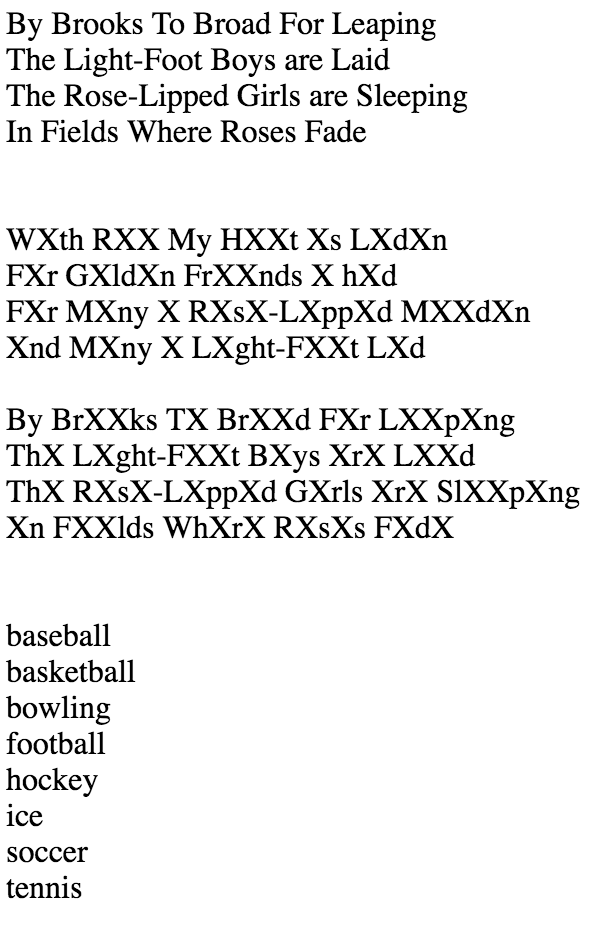 By Brooks To Broad For Leaping
The Light-Foot Boys are Laid
The Rose-Lipped Girls are Sleeping
In Fields Where Roses Fade
WXth RXX My HXXt Xs LXdXn
FXr GXldXn FrXXnds X hXd
FXr MXny X RXsX-LXppXd MXXdXn
Xnd MXny X LXght-FXXt LXd
By BrXXks TX BrXXd FXr LXXpXng
ThX LXght-FXXt BXys XrX LXXd
ThX RXsX-LXppXd GXrls XrX SlXXpXng
Xn FXXlds WhXrX RXsXs FXdX
baseball
basketball
bowling
football
hockey
ice
soccer
tennis